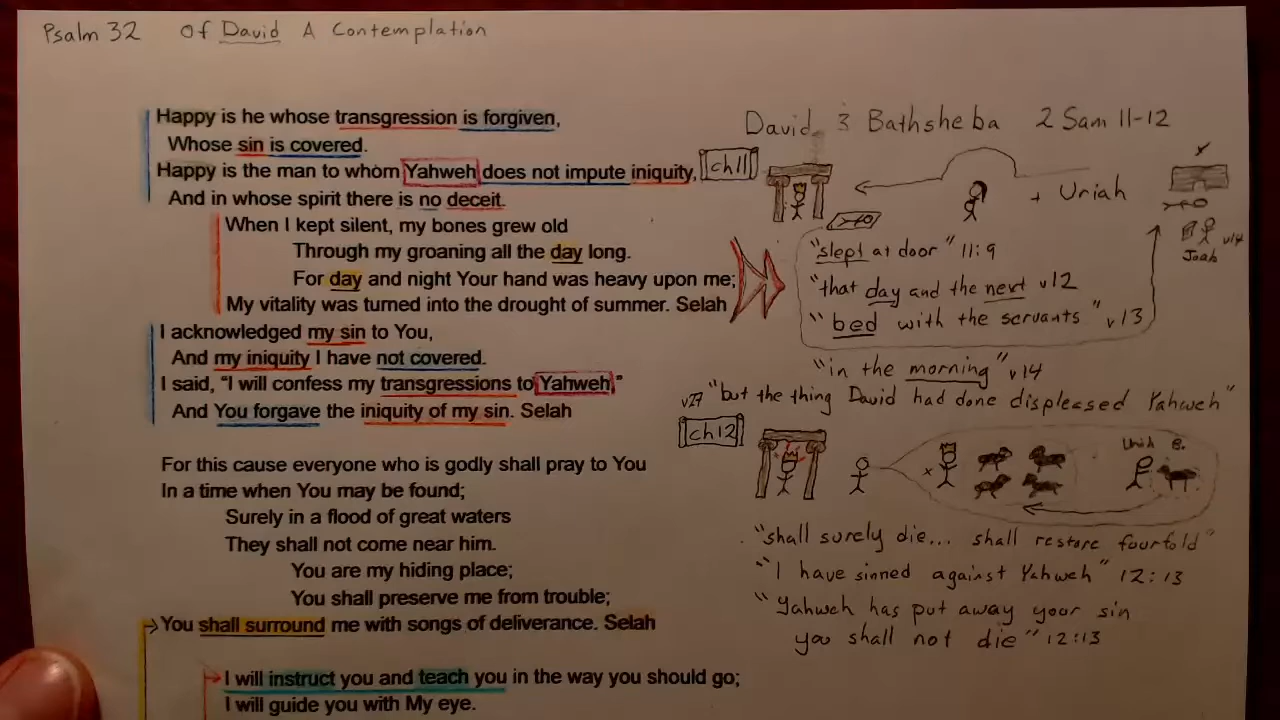 Psalm 32 Of David A Contemplation
Happy is he whose transgression is forgiven,
Whose sin is covered.
Happy is the man to whom Yahweh does not impute iniquity,
And in whose spirit there is no deceit.
When I kept silent, my bones grew old
Through my groaning all the day long.
For day and night Your hand was heavy upon me;
My vitality was turned into the drought of summer. Selah
I acknowledged my sin to You,
And my iniquity I have not covered.
I said, “I will confess my transgressions to Yahweh,”
And You forgave the iniquity of my sin. Selah
For this cause everyone who is godly shall pray to You
In a time when You may be found;
Surely in a flood of great waters
They shall not come near him.
You are my hiding place;
You shall preserve me from trouble;
You shall surround me with songs of deliverance. Selah
I will instruct you and teach you in the way you should go;
I will guide you with My eye.
David & Bathsheba 2 Sam 11-12
ch11
+ Uriah
Joab v14
"slept at door" 11:9
"that day and the next v12
"bed with the servants" v13
"in the morning" v14
v27 "but the thing David had done displeased Yahweh"
ch12
"shall surely die... shall restore fourfold"
"I have sinned against Yahweh" 12:13
"Yahweh has put away your sin
you shall not die" 12:13